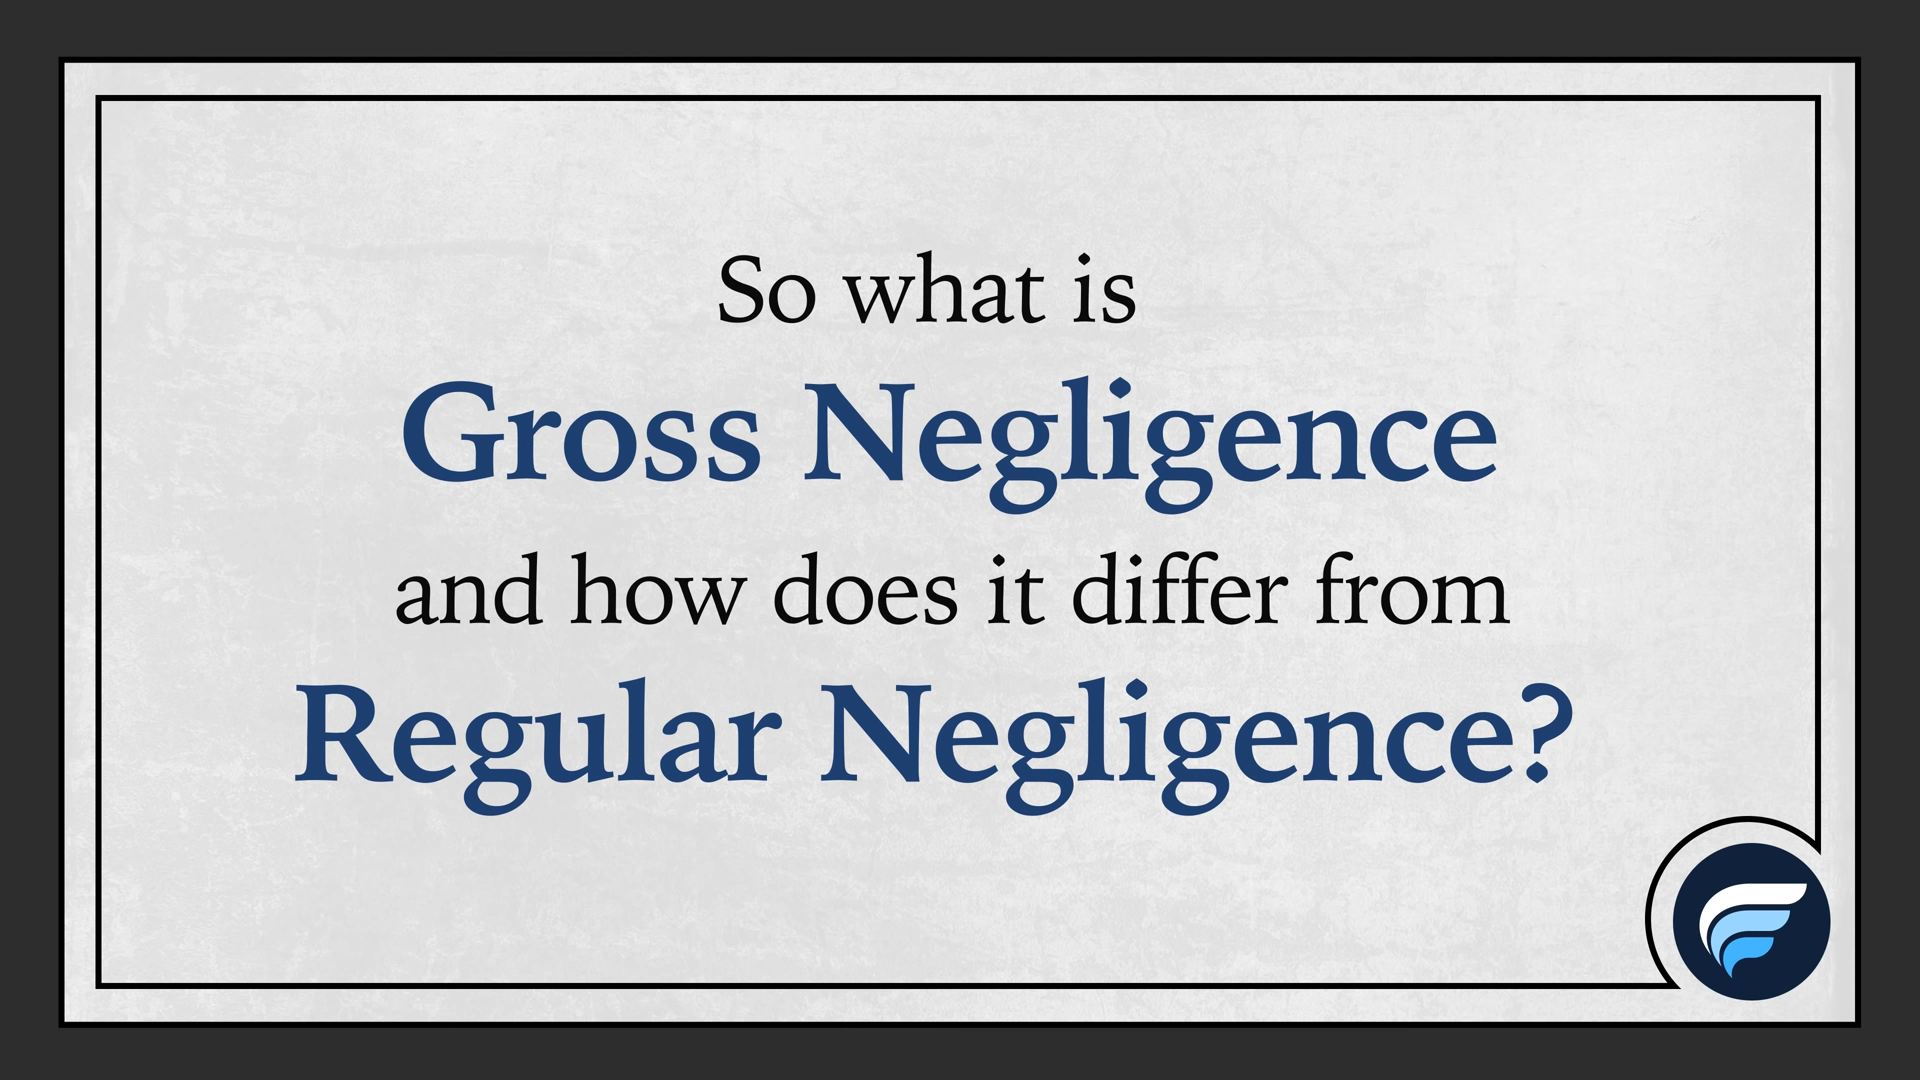 So what is
Gross Negligence
and how does it differ from
Regular Negligence?